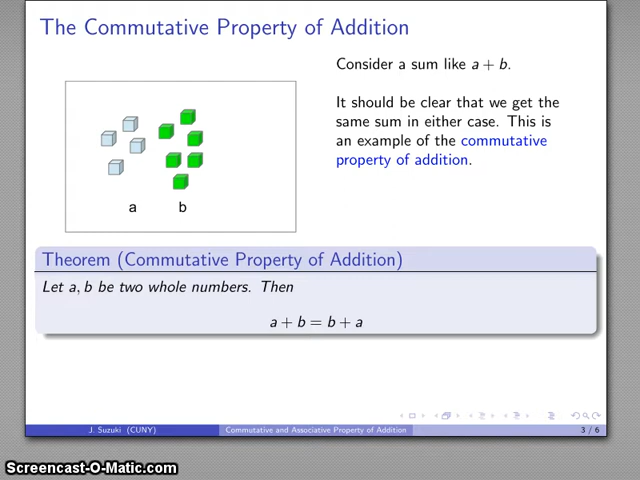 The Commutative Property of Addition
Consider a sum like a + b.
It should be clear that we get the
same sum in either case. This is
an example of the commutative
property of addition.
a b
Theorem (Commutative Property of Addition)
Let a, b be two whole numbers. Then
a + b = b + a
J. Suzuki (CUNY) Commutative and Associative Property of Addition 3 / 6
Screencast-O-Matic.com